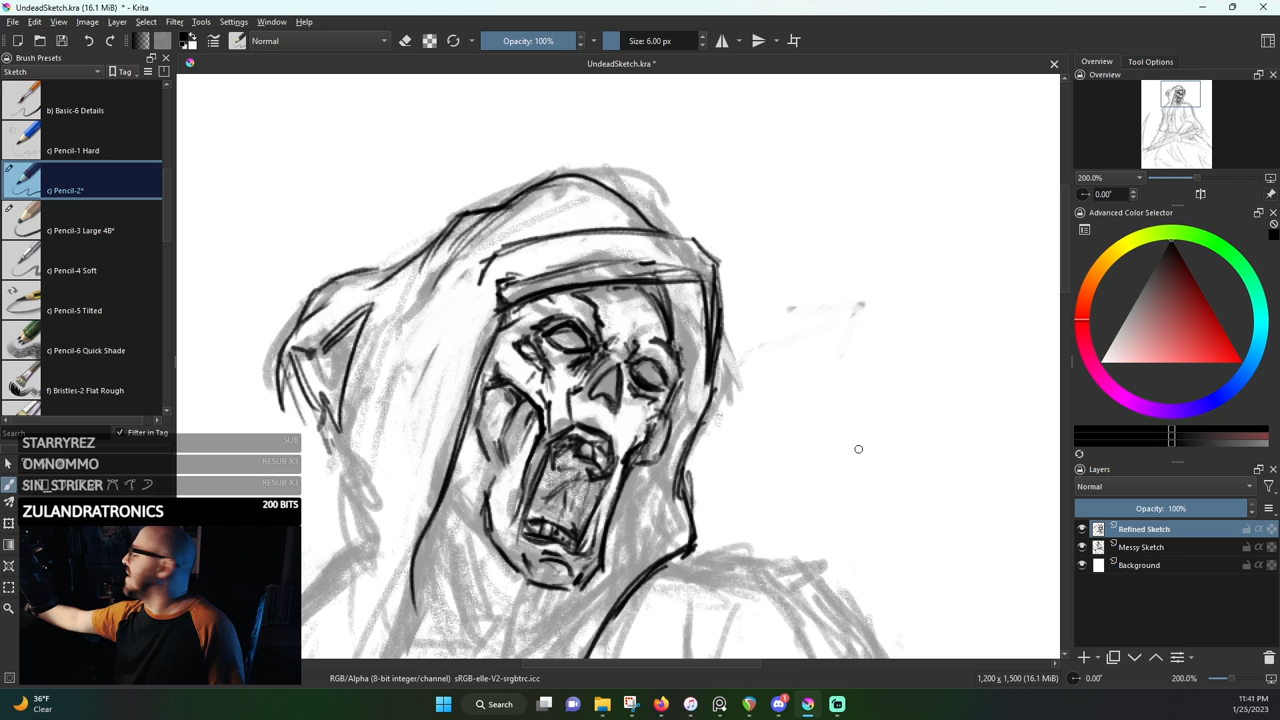 UndeadSketch.kra (16.1 MiB) * - Krita
File Edit View Image Layer Select Filter Tools Settings Window Help
Normal
Opacity: 100%
Size: 6.00 px
Brush Presets
UndeadSketch.kra *
Overview Tool Options
Sketch
Tag
Overview
b) Basic-6 Details
c) Pencil-1 Hard
c) Pencil-2*
c) Pencil-3 Large 4B*
c) Pencil-4 Soft
c) Pencil-5 Tilted
c) Pencil-6 Quick Shade
f) Bristles-2 Flat Rough
Search
Filter in Tag
200.0%
0.00°
Advanced Color Selector
Layers
Normal
Opacity: 100%
Refined Sketch
Messy Sketch
Background
STARRYREZ SUB
OMNOMMO RESUB X3
SIN_STRIKER RESUB X3
ZULANDRATRONICS 200 BITS
RGB/Alpha (8-bit integer/channel) sRGB-elle-V2-srgbtrc.icc
1,200 x 1,500 (16.1 MiB)
0.00°
200.0%
36°F
Clear
Search
1
11:41 PM
1/25/2023